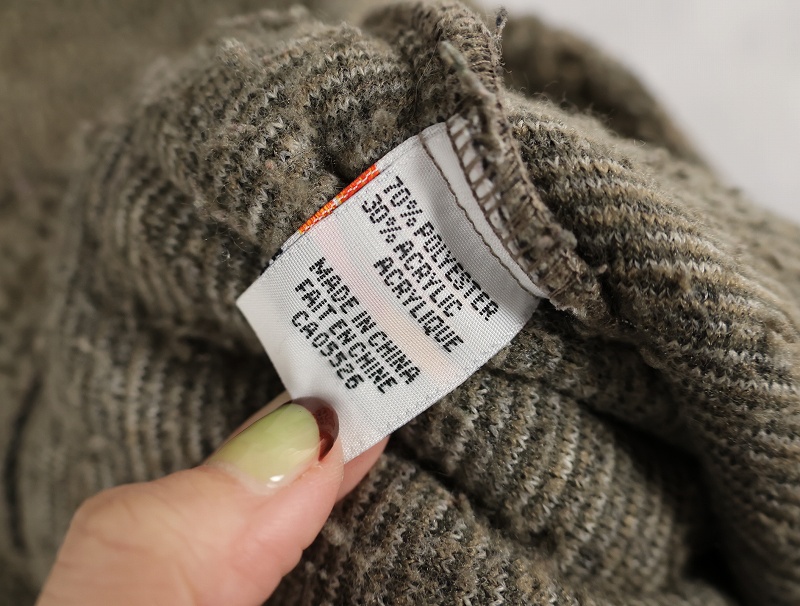 70% POLYESTER
30% ACRYLIC
ACRYLIQUE
MADE IN CHINA
FAIT EN CHINE
CA05526